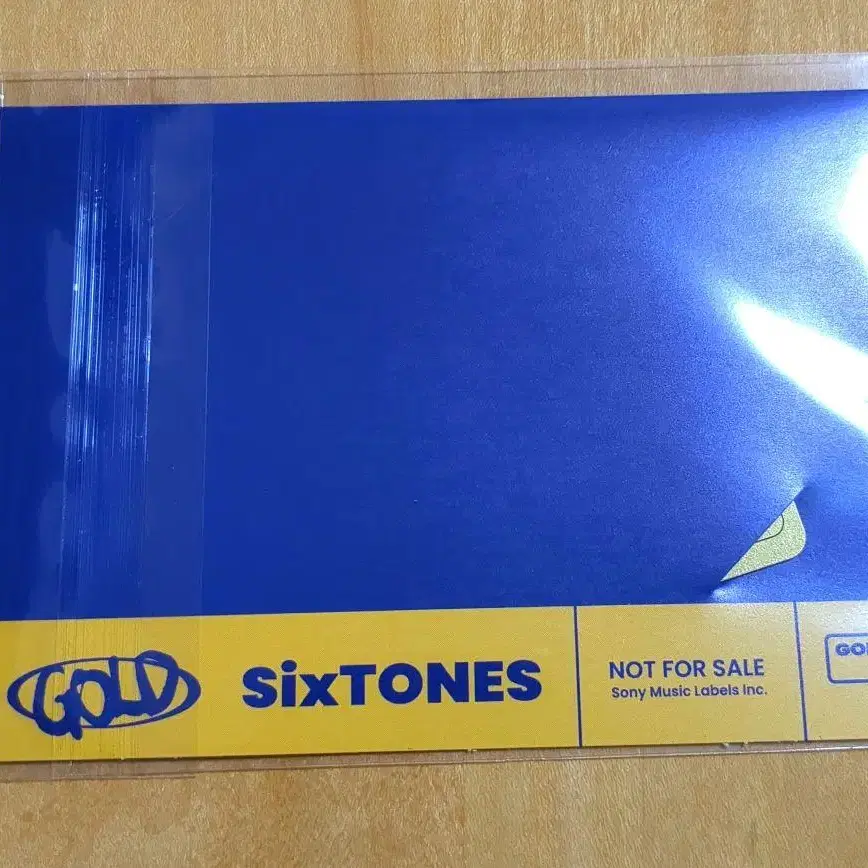 GOLD
SixTONES
NOT FOR SALE
Sony Music Labels Inc.